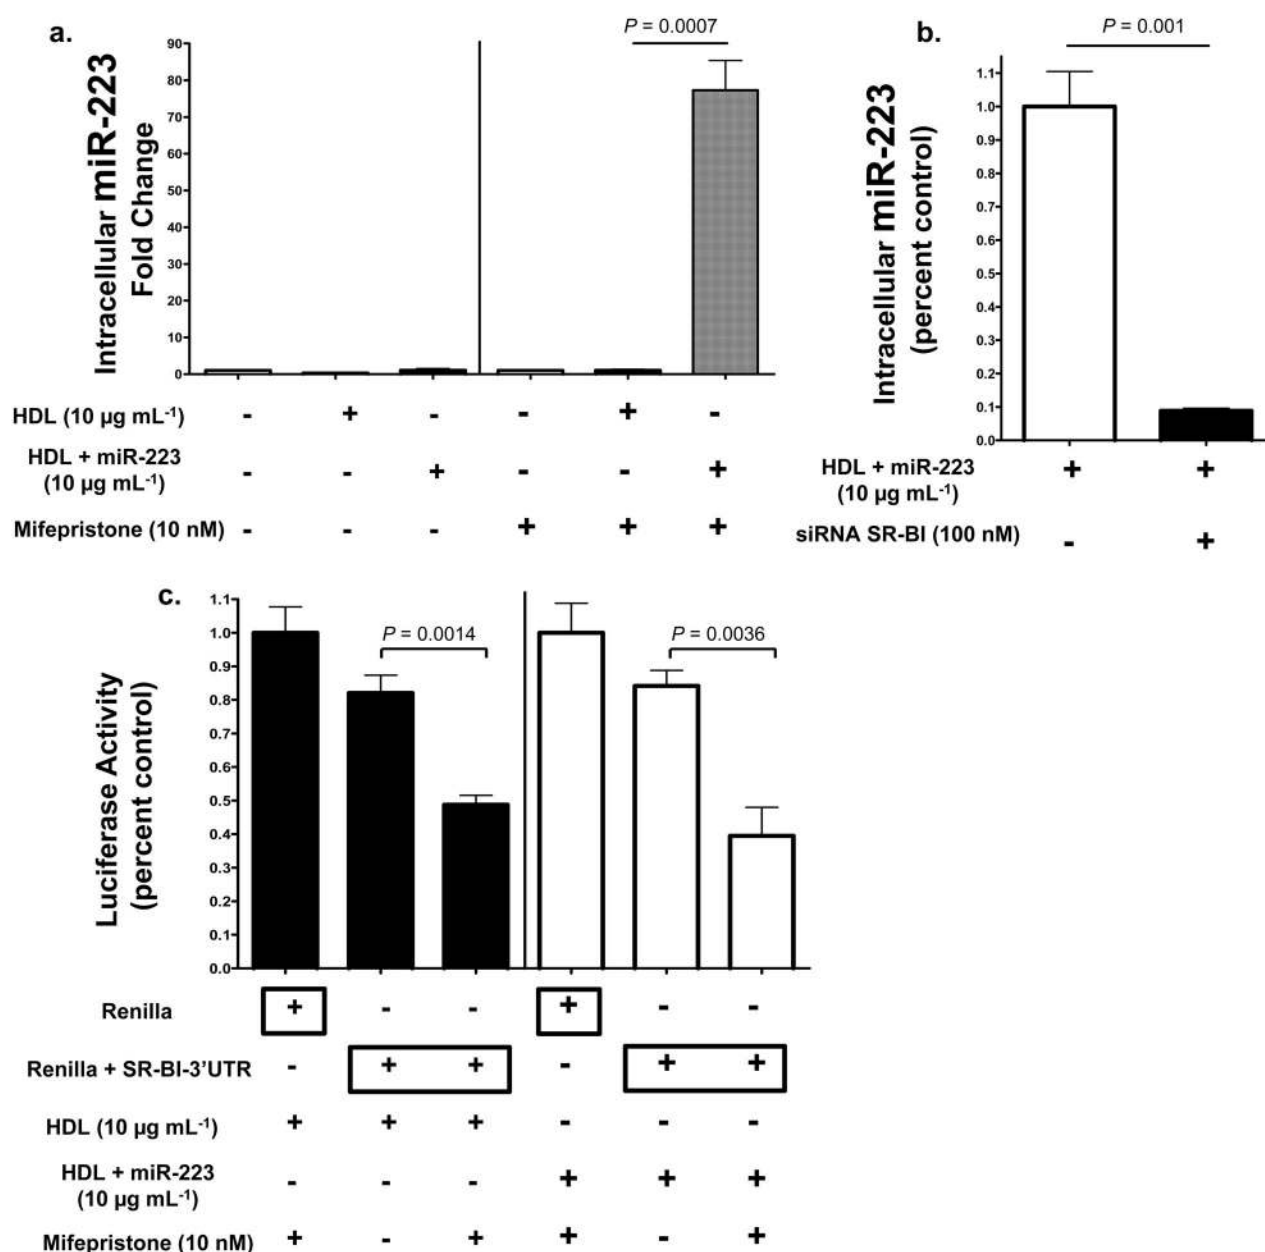 a.
P = 0.0007
Intracellular miR-223
Fold Change
90
80
70
60
50
40
30
20
10
0
HDL (10 µg mL-1) - + - - + -
HDL + miR-223
(10 µg mL-1) - - + - - +
Mifepristone (10 nM) - - - + + +
b.
P = 0.001
Intracellular miR-223
(percent control)
1.1
1.0
0.9
0.8
0.7
0.6
0.5
0.4
0.3
0.2
0.1
0.0
HDL + miR-223
(10 µg mL-1) + +
siRNA SR-BI (100 nM) - +
c.
P = 0.0014
P = 0.0036
Luciferase Activity
(percent control)
1.1
1.0
0.9
0.8
0.7
0.6
0.5
0.4
0.3
0.2
0.1
0.0
Renilla + - - + - -
Renilla + SR-BI-3'UTR - + + - + +
HDL (10 µg mL-1) + + + - - -
HDL + miR-223
(10 µg mL-1) - - - + + +
Mifepristone (10 nM) + - + + - +